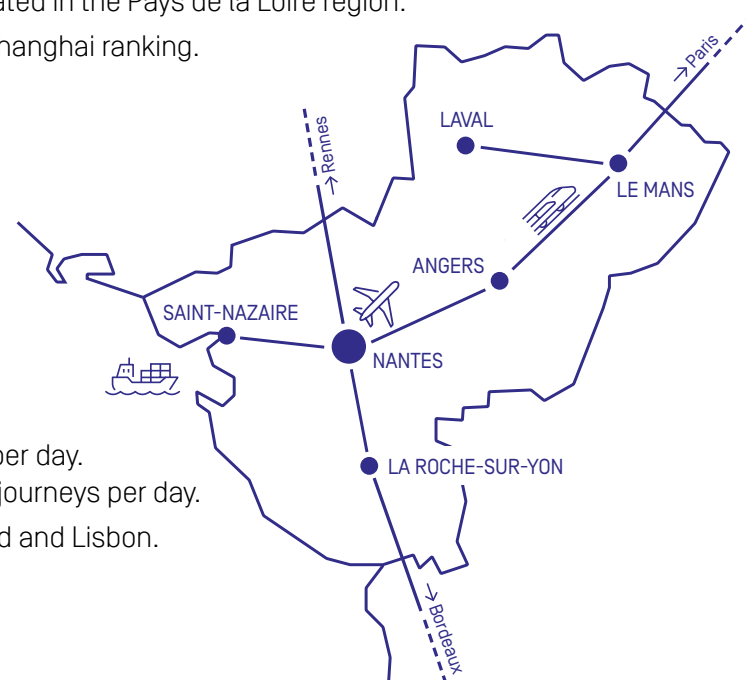 ated in the Pays de la Loire region.
hanghai ranking.
→ Paris
→ Rennes
LAVAL
LE MANS
ANGERS
SAINT-NAZAIRE
NANTES
per day.
LA ROCHE-SUR-YON
journeys per day.
d and Lisbon.
→ Bordeaux